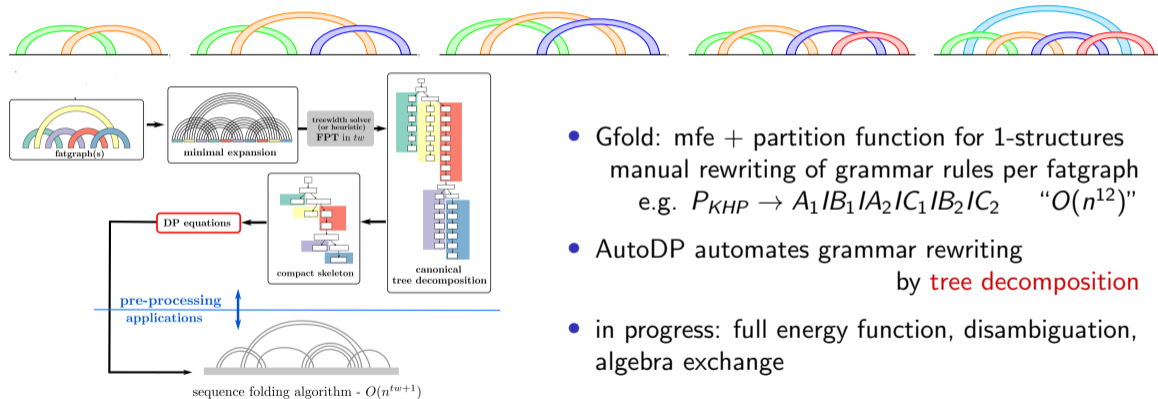 fatgraph(s)
minimal expansion
treewidth solver
(or heuristic)
FPT in tw
DP equations
compact skeleton
canonical
tree decomposition
pre-processing
applications
sequence folding algorithm - O(n^{tw+1})
• Gfold: mfe + partition function for 1-structures
manual rewriting of grammar rules per fatgraph
e.g. P_{KHP} → A₁IB₁IA₂IC₁IB₂IC₂ “O(n¹²)”
• AutoDP automates grammar rewriting
by tree decomposition
• in progress: full energy function, disambiguation,
algebra exchange